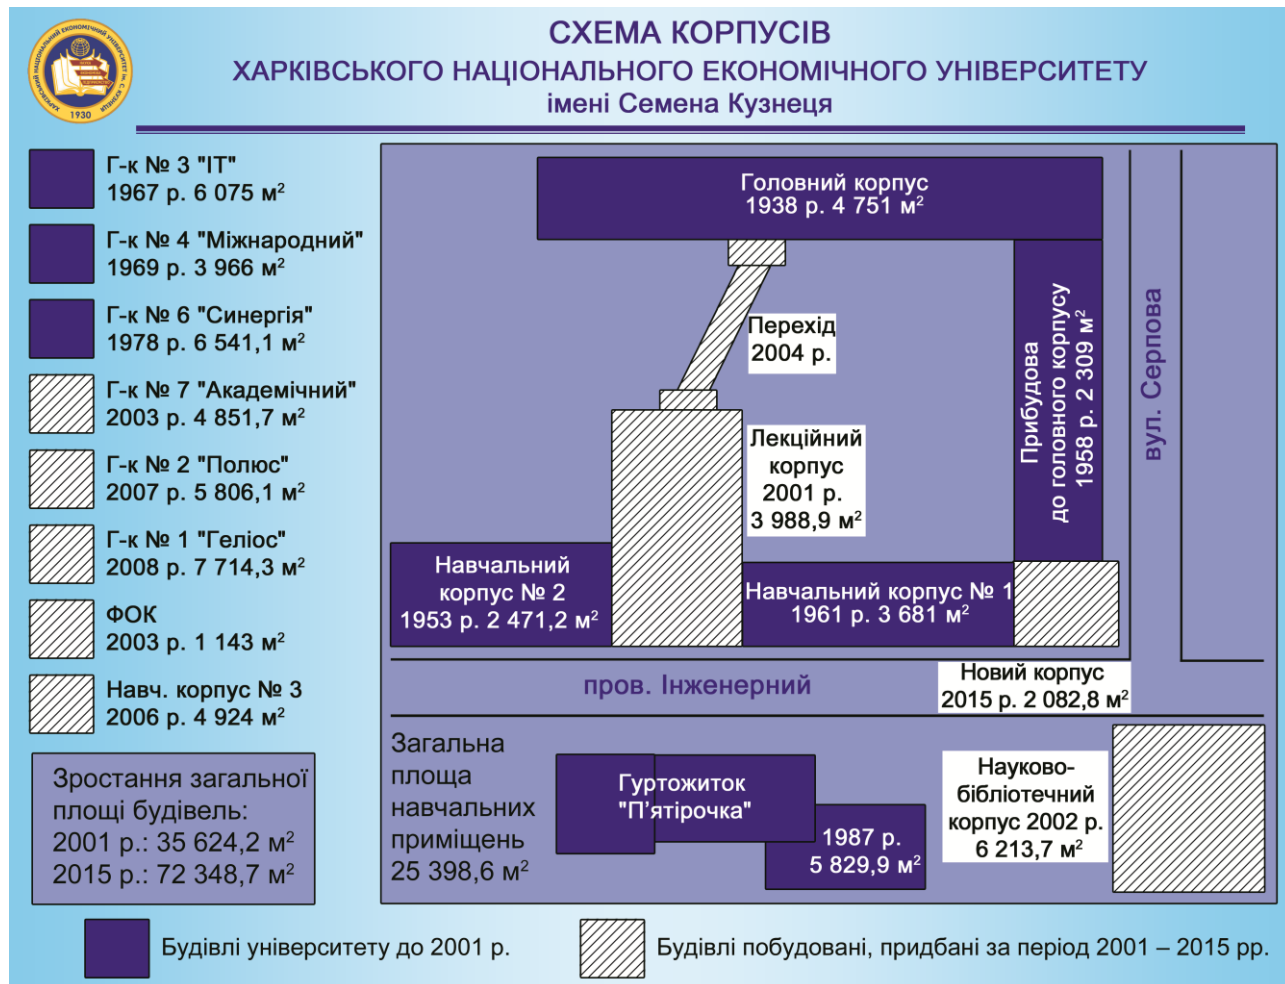 СХЕМА КОРПУСІВ
ХАРКІВСЬКОГО НАЦІОНАЛЬНОГО ЕКОНОМІЧНОГО УНІВЕРСИТЕТУ
імені Семена Кузнеця
ХАРКІВСЬКИЙ НАЦІОНАЛЬНИЙ ЕКОНОМІЧНИЙ УНІВЕРСИТЕТ ім. С. КУЗНЕЦЯ
1930
Г-к № 3 "ІТ"
1967 р. 6 075 м²
Г-к № 4 "Міжнародний"
1969 р. 3 966 м²
Г-к № 6 "Синергія"
1978 р. 6 541,1 м²
Г-к № 7 "Академічний"
2003 р. 4 851,7 м²
Г-к № 2 "Полюс"
2007 р. 5 806,1 м²
Г-к № 1 "Геліос"
2008 р. 7 714,3 м²
ФОК
2003 р. 1 143 м²
Навч. корпус № 3
2006 р. 4 924 м²
Зростання загальної
площі будівель:
2001 р.: 35 624,2 м²
2015 р.: 72 348,7 м²
Головний корпус
1938 р. 4 751 м²
Перехід
2004 р.
Прибудова
до головного корпусу
1958 р. 2 309 м²
вул. Серпова
Лекційний
корпус
2001 р.
3 988,9 м²
Навчальний
корпус № 2
1953 р. 2 471,2 м²
Навчальний корпус № 1
1961 р. 3 681 м²
пров. Інженерний
Новий корпус
2015 р. 2 082,8 м²
Загальна
площа
навчальних
приміщень
25 398,6 м²
Гуртожиток
"П'ятірочка"
1987 р.
5 829,9 м²
Науково-
бібліотечний
корпус 2002 р.
6 213,7 м²
Будівлі університету до 2001 р.
Будівлі побудовані, придбані за період 2001 – 2015 рр.